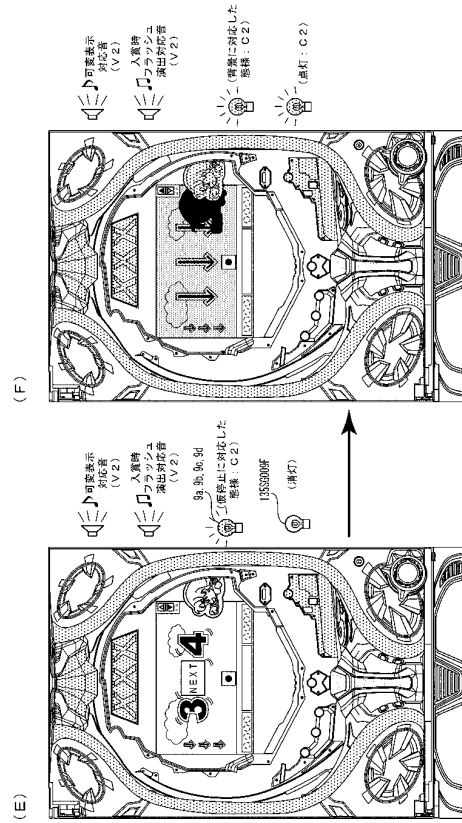 (E)
可変表示
対応音
(V2)
入賞時
フラッシュ
演出対応音
(V2)
9a, 9b, 9c, 9d
(仮停止に対応した
態様:C2)
135SG009F
(消灯)
3 NEXT 4
(F)
可変表示
対応音
(V2)
入賞時
フラッシュ
演出対応音
(V2)
(背景に対応した
態様:C2)
(点灯:C2)